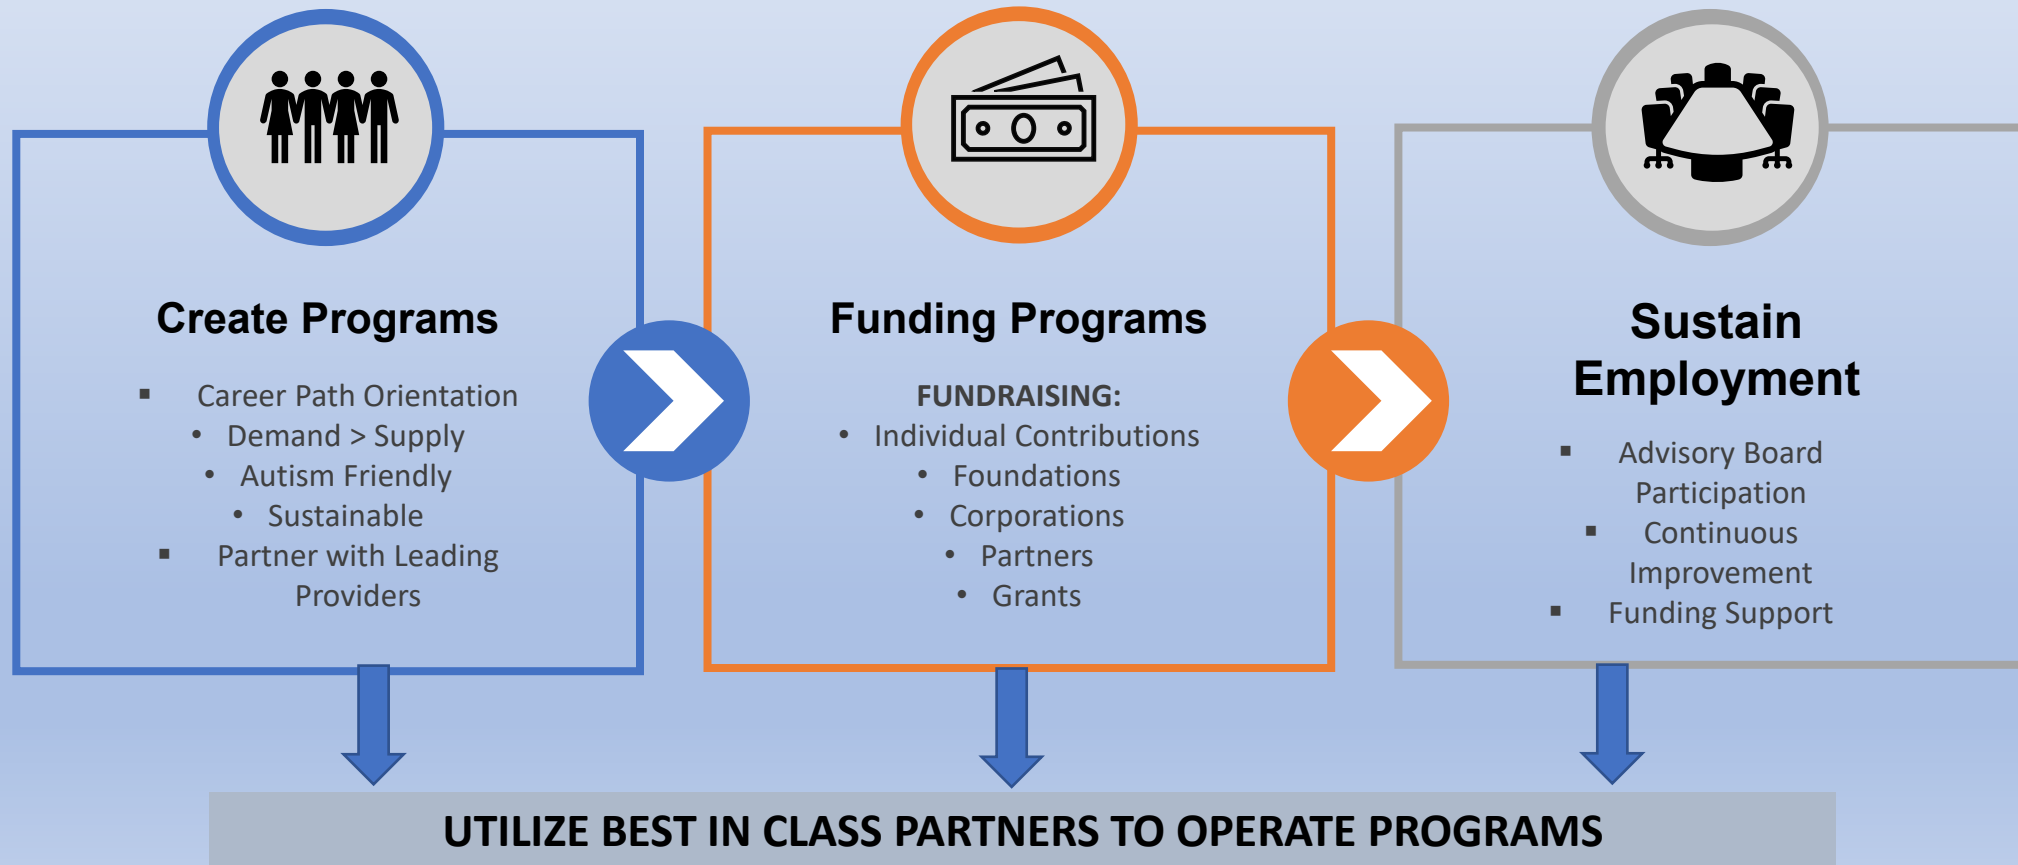 Create Programs
▪ Career Path Orientation
• Demand > Supply
• Autism Friendly
• Sustainable
▪ Partner with Leading
Providers
Funding Programs
FUNDRAISING:
• Individual Contributions
• Foundations
• Corporations
• Partners
• Grants
Sustain
Employment
▪ Advisory Board
Participation
▪ Continuous
Improvement
▪ Funding Support
UTILIZE BEST IN CLASS PARTNERS TO OPERATE PROGRAMS